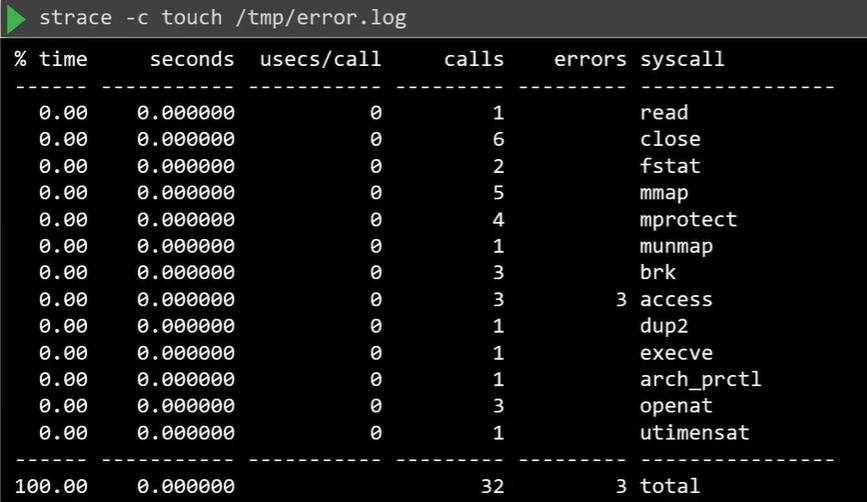 strace -c touch /tmp/error.log
% time     seconds  usecs/call     calls    errors syscall
------ ----------- ----------- --------- --------- ----------------
  0.00    0.000000           0         1           read
  0.00    0.000000           0         6           close
  0.00    0.000000           0         2           fstat
  0.00    0.000000           0         5           mmap
  0.00    0.000000           0         4           mprotect
  0.00    0.000000           0         1           munmap
  0.00    0.000000           0         3           brk
  0.00    0.000000           0         3         3 access
  0.00    0.000000           0         1           dup2
  0.00    0.000000           0         1           execve
  0.00    0.000000           0         1           arch_prctl
  0.00    0.000000           0         3           openat
  0.00    0.000000           0         1           utimensat
------ ----------- ----------- --------- --------- ----------------
100.00    0.000000                    32         3 total